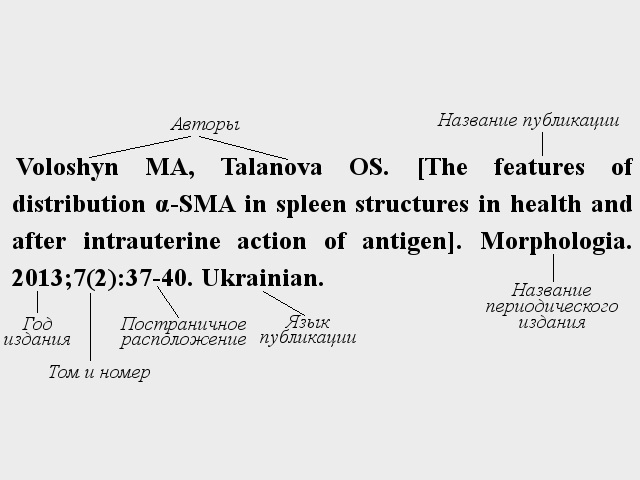 Авторы
Название публикации
Voloshyn MA, Talanova OS. [The features of
distribution α-SMA in spleen structures in health and
after intrauterine action of antigen]. Morphologia.
2013;7(2):37-40. Ukrainian.
Год
издания
Том и номер
Постраничное
расположение
Язык
публикации
Название
периодического
издания